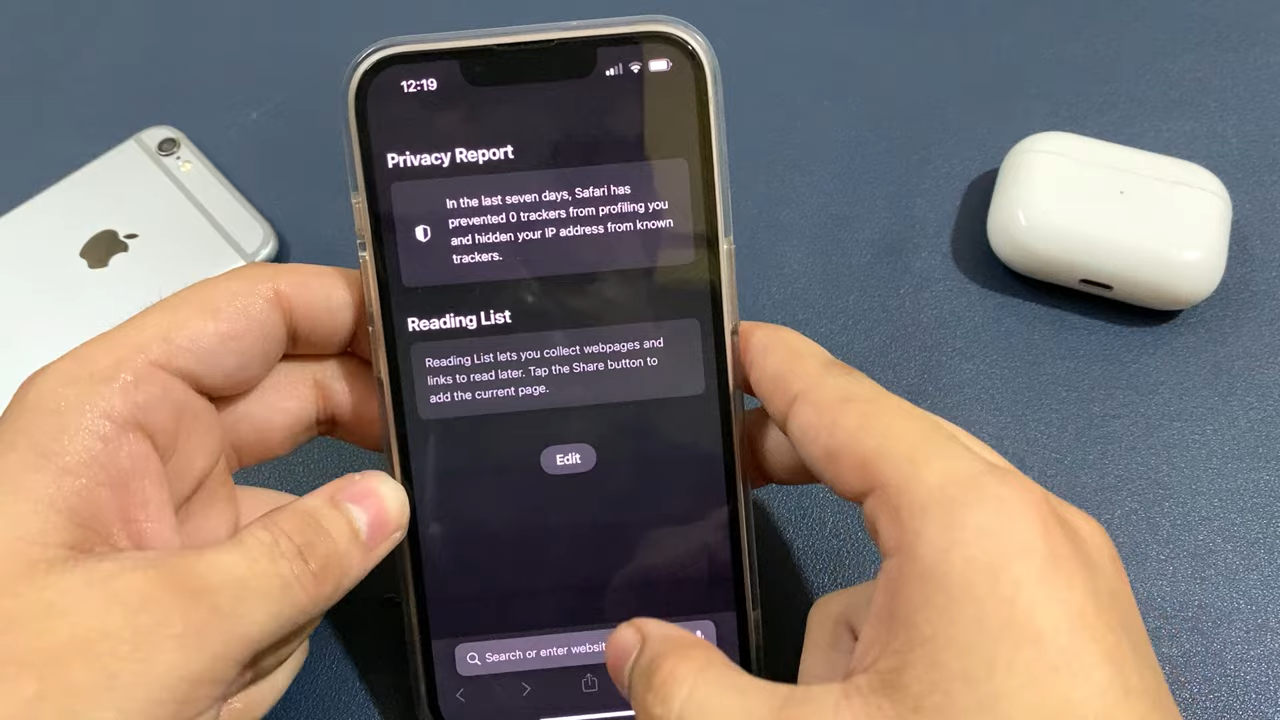 12:19
Privacy Report
In the last seven days, Safari has
prevented 0 trackers from profiling you
and hidden your IP address from known
trackers.
Reading List
Reading List lets you collect webpages and
links to read later. Tap the Share button to
add the current page.
Edit
Search or enter websit